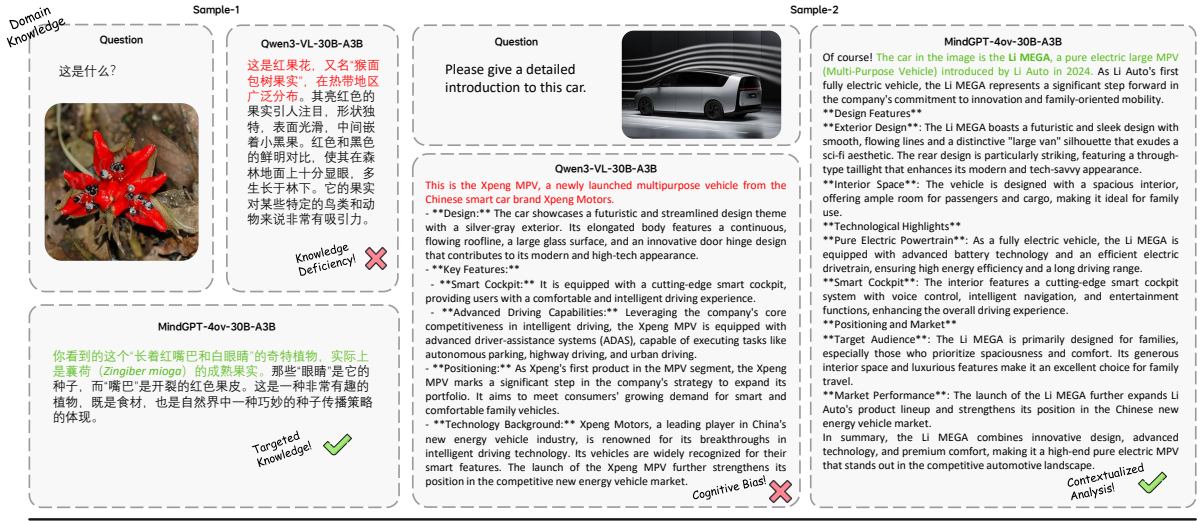 Domain
Knowledge
Sample-1
Question
这是什么？
Qwen3-VL-30B-A3B
这是红果花，又名“猴面
包树果实”，在热带地区
广泛分布。其亮红色的
果实引人注目，形状独
特，表面光滑，中间嵌
着小黑果。红色和黑色
的鲜明对比，使其在森
林地面上十分显眼，多
生长于林下。它的果实
对某些特定的鸟类和动
物来说非常有吸引力。
Knowledge
Deficiency!
MindGPT-4ov-30B-A3B
你看到的这个“长着红嘴巴和白眼睛”的奇特植物，实际上
是蘘荷（Zingiber mioga）的成熟果实。那些“眼睛”是它的
种子，而“嘴巴”是开裂的红色果皮。这是一种非常有趣的
植物，既是食材，也是自然界中一种巧妙的种子传播策略
的体现。
Targeted
Knowledge!
Sample-2
Question
Please give a detailed
introduction to this car.
Qwen3-VL-30B-A3B
This is the Xpeng MPV, a newly launched multipurpose vehicle from the
Chinese smart car brand Xpeng Motors.
- **Design:** The car showcases a futuristic and streamlined design theme
with a silver-gray exterior. Its elongated body features a continuous,
flowing roofline, a large glass surface, and an innovative door hinge design
that contributes to its modern and high-tech appearance.
- **Key Features:**
- **Smart Cockpit:** It is equipped with a cutting-edge smart cockpit,
providing users with a comfortable and intelligent driving experience.
- **Advanced Driving Capabilities:** Leveraging the company's core
competitiveness in intelligent driving, the Xpeng MPV is equipped with
advanced driver-assistance systems (ADAS), capable of executing tasks like
autonomous parking, highway driving, and urban driving.
- **Positioning:** As Xpeng's first product in the MPV segment, the Xpeng
MPV marks a significant step in the company's strategy to expand its
portfolio. It aims to meet consumers' growing demand for smart and
comfortable family vehicles.
- **Technology Background:** Xpeng Motors, a leading player in China's
new energy vehicle industry, is renowned for its breakthroughs in
intelligent driving technology. Its vehicles are widely recognized for their
smart features. The launch of the Xpeng MPV further strengthens its
position in the competitive new energy vehicle market.
Cognitive Bias!
MindGPT-4ov-30B-A3B
Of course! The car in the image is the Li MEGA, a pure electric large MPV
(Multi-Purpose Vehicle) introduced by Li Auto in 2024. As Li Auto's first
fully electric vehicle, the Li MEGA represents a significant step forward in
the company's commitment to innovation and family-oriented mobility.
**Design Features**
**Exterior Design**: The Li MEGA boasts a futuristic and sleek design with
smooth, flowing lines and a distinctive "large van" silhouette that exudes a
sci-fi aesthetic. The rear design is particularly striking, featuring a through-
type taillight that enhances its modern and tech-savvy appearance.
**Interior Space**: The vehicle is designed with a spacious interior,
offering ample room for passengers and cargo, making it ideal for family
use.
**Technological Highlights**
**Pure Electric Powertrain**: As a fully electric vehicle, the Li MEGA is
equipped with advanced battery technology and an efficient electric
drivetrain, ensuring high energy efficiency and a long driving range.
**Smart Cockpit**: The interior features a cutting-edge smart cockpit
system with voice control, intelligent navigation, and entertainment
functions, enhancing the overall driving experience.
**Positioning and Market**
**Target Audience**: The Li MEGA is primarily designed for families,
especially those who prioritize spaciousness and comfort. Its generous
interior space and luxurious features make it an excellent choice for family
travel.
**Market Performance**: The launch of the Li MEGA further expands Li
Auto's product lineup and strengthens its position in the Chinese new
energy vehicle market.
In summary, the Li MEGA combines innovative design, advanced
technology, and premium comfort, making it a high-end pure electric MPV
that stands out in the competitive automotive landscape.
Contextualized
Analysis!